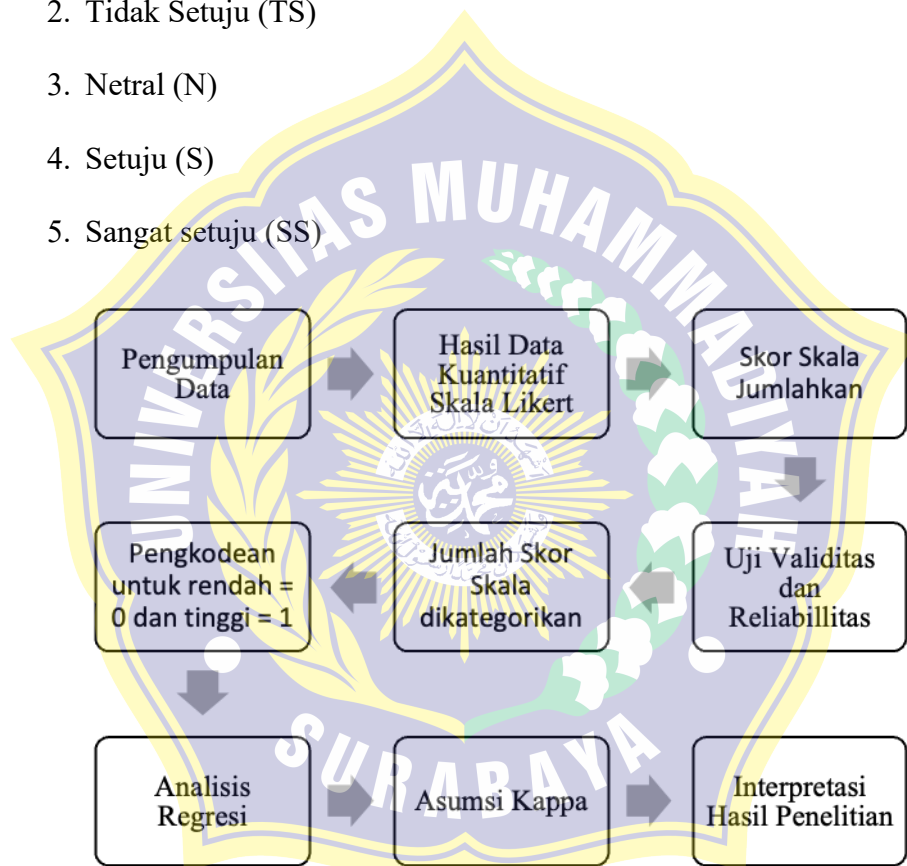 2. Tidak Setuju (TS)
3. Netral (N)
4. Setuju (S)
5. Sangat setuju (SS)
UNIVERSITAS MUHAMMADIYAH
SURABAYA
Pengumpulan
Data
Hasil Data
Kuantitatif
Skala Likert
Skor Skala
Jumlahkan
Uji Validitas
dan
Reliabillitas
Jumlah Skor
Skala
dikategorikan
Pengkodean
untuk rendah =
0 dan tinggi = 1
Analisis
Regresi
Asumsi Kappa
Interpretasi
Hasil Penelitian